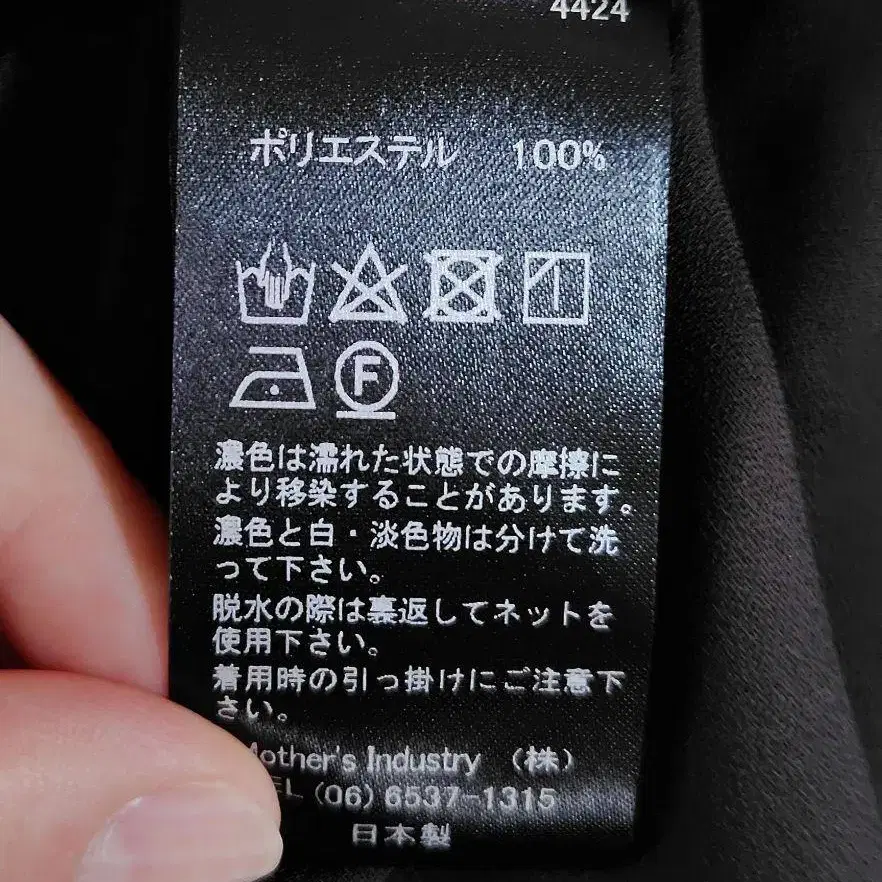 4424
ポリエステル 100%
F
濃色は濡れた状態での摩擦に
より移染することがあります。
濃色と白・淡色物は分けて洗
って下さい。
脱水の際は裏返してネットを
使用下さい。
着用時の引っ掛けにご注意下
さい。
Mother's Industry (株)
TEL (06) 6537-1315
日本製